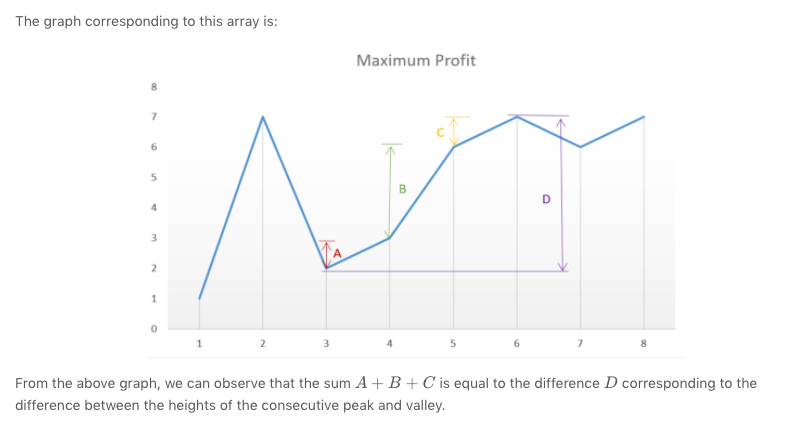 The graph corresponding to this array is:
Maximum Profit
8
7
6
5
4
3
2
1
0
A
B
C
D
1 2 3 4 5 6 7 8
From the above graph, we can observe that the sum A + B + C is equal to the difference D corresponding to the
difference between the heights of the consecutive peak and valley.